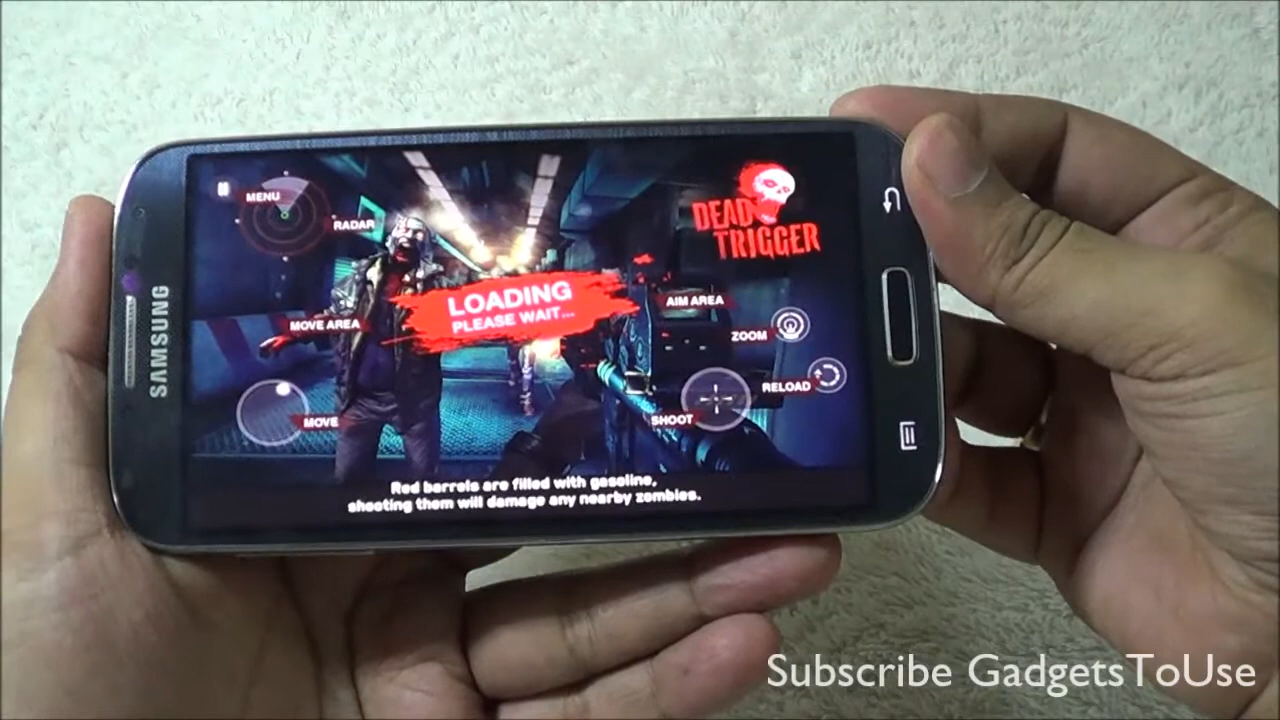 SAMSUNG
MENU
RADAR
DEAD
TRIGGER
LOADING
PLEASE WAIT...
MOVE AREA
AIM AREA
ZOOM
RELOAD
MOVE
SHOOT
Red barrels are filled with gasoline,
shooting them will damage any nearby zombies.
Subscribe GadgetsToUse